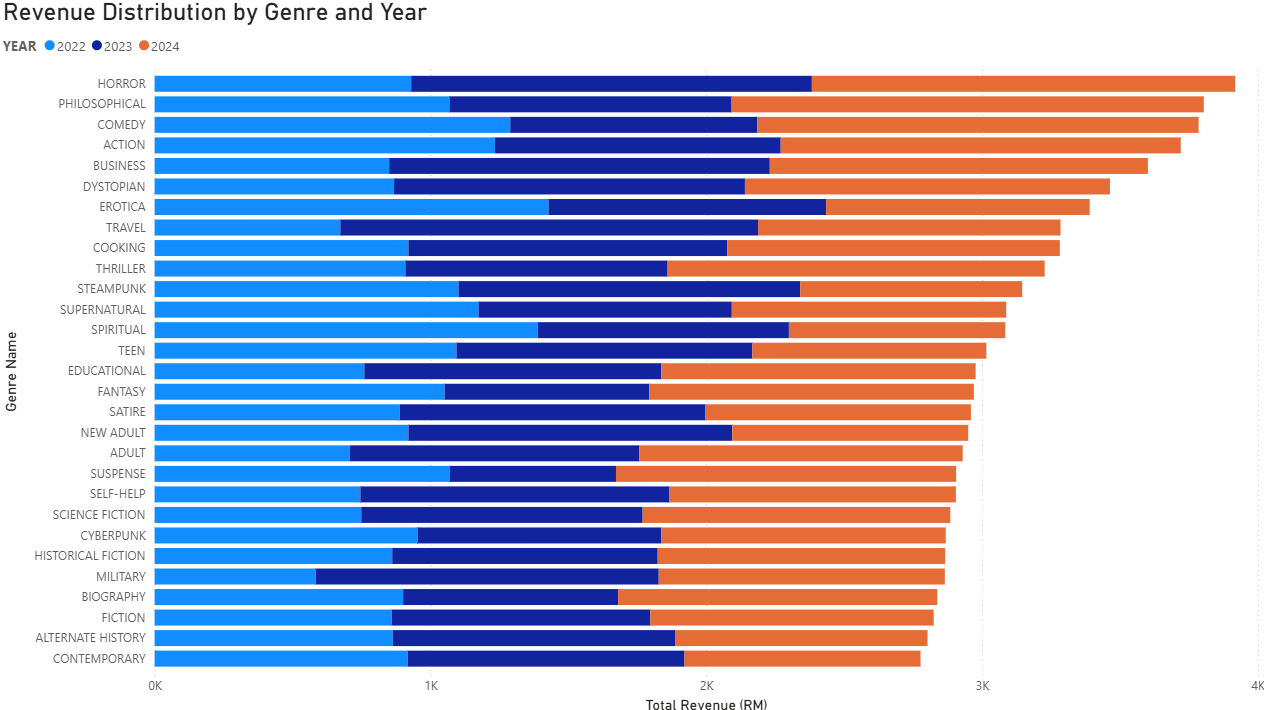 Revenue Distribution by Genre and Year
YEAR 2022 2023 2024
HORROR
PHILOSOPHICAL
COMEDY
ACTION
BUSINESS
DYSTOPIAN
EROTICA
TRAVEL
COOKING
THRILLER
STEAMPUNK
SUPERNATURAL
SPIRITUAL
TEEN
EDUCATIONAL
FANTASY
SATIRE
NEW ADULT
ADULT
SUSPENSE
SELF-HELP
SCIENCE FICTION
CYBERPUNK
HISTORICAL FICTION
MILITARY
BIOGRAPHY
FICTION
ALTERNATE HISTORY
CONTEMPORARY
Genre Name
0K 1K 2K 3K 4K
Total Revenue (RM)